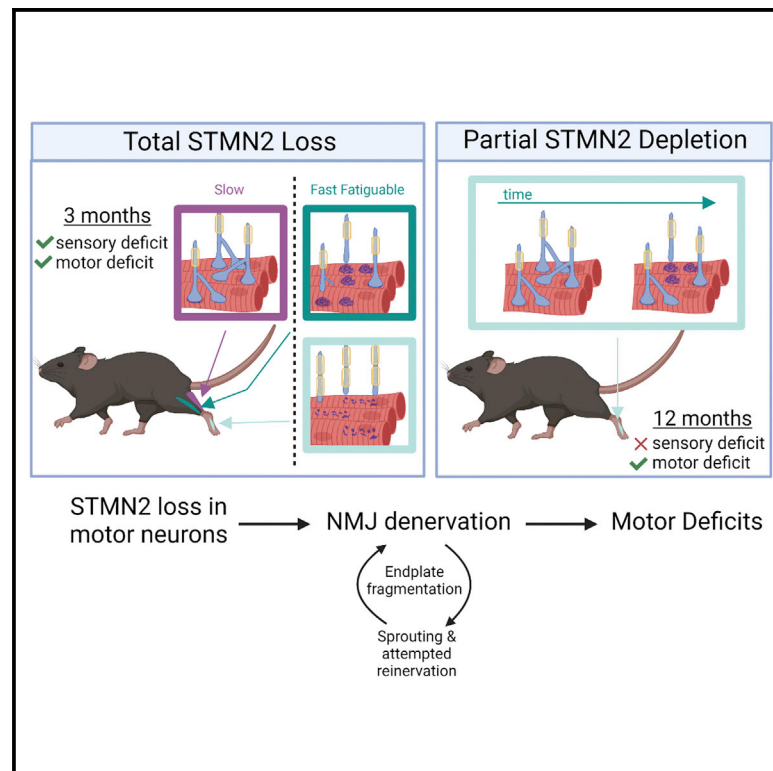 Total STMN2 Loss
3 months
✓ sensory deficit
✓ motor deficit
Slow
Fast Fatiguable
Partial STMN2 Depletion
time
12 months
✗ sensory deficit
✓ motor deficit
STMN2 loss in
motor neurons
NMJ denervation
Motor Deficits
Endplate
fragmentation
Sprouting &
attempted
reinervation